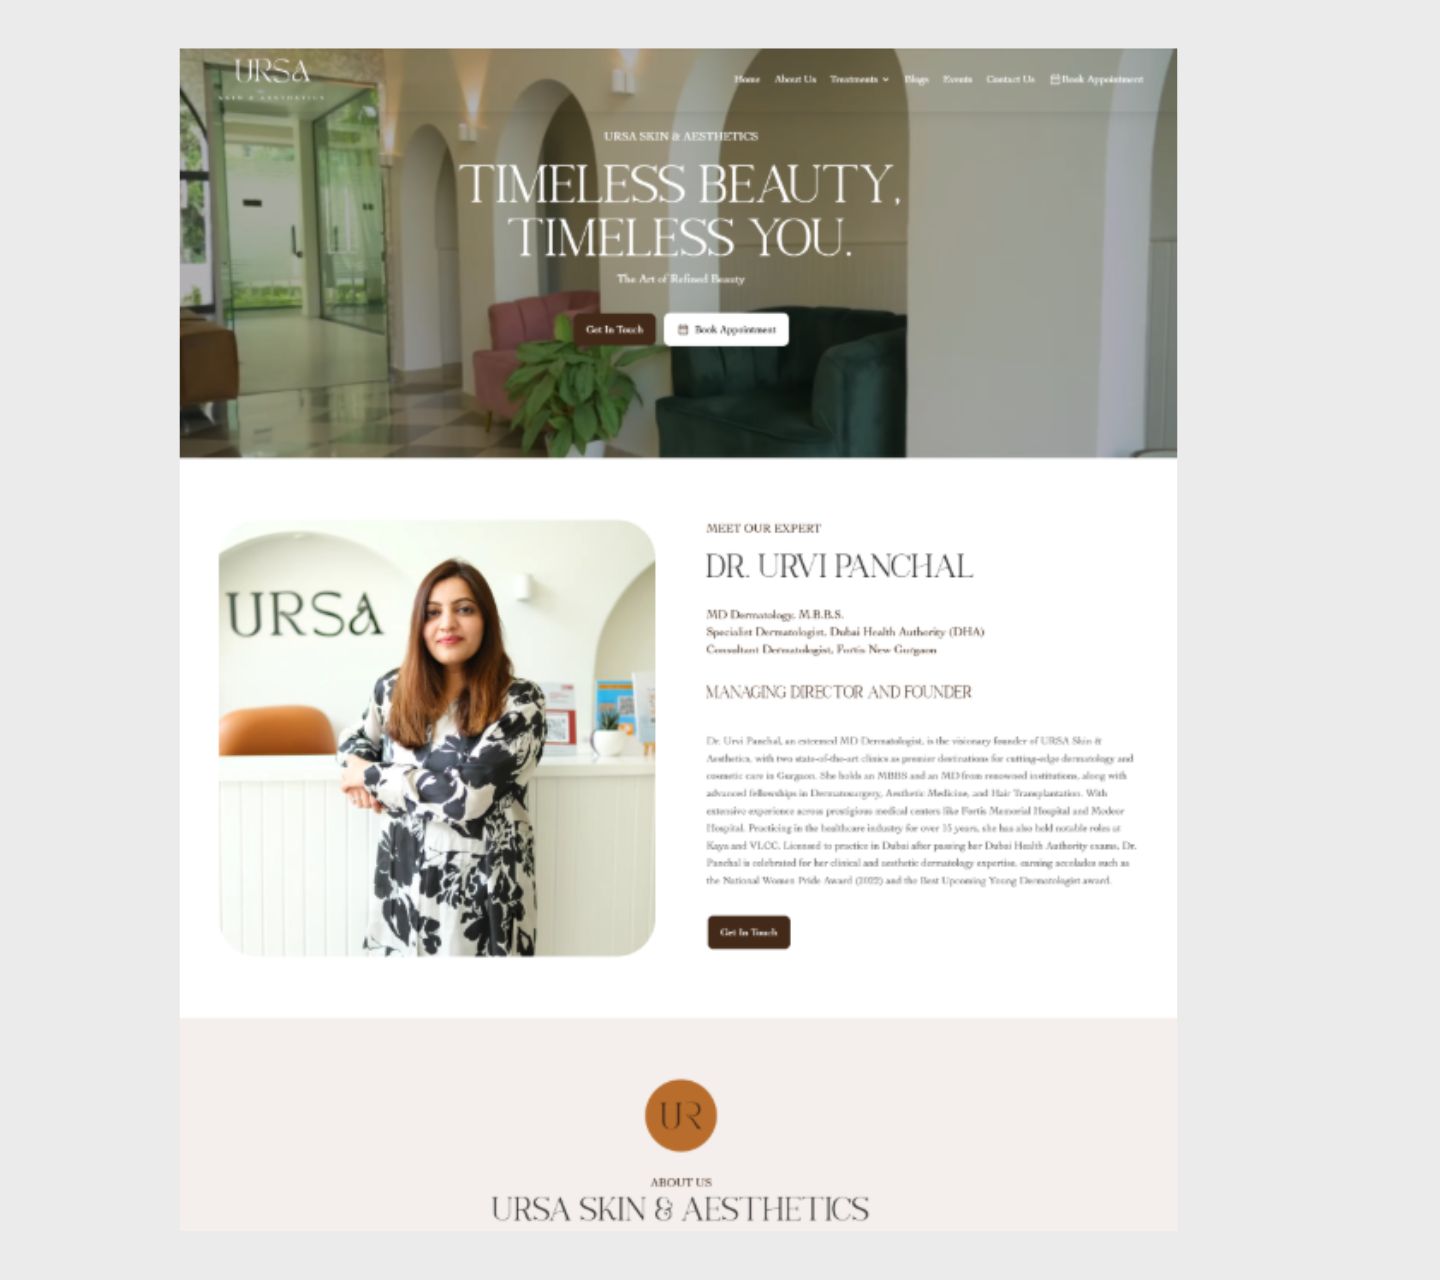 URSA
SKIN & AESTHETICS
Home About Us Treatments Blogs Events Contact Us Book Appointment
URSA SKIN & AESTHETICS
TIMELESS BEAUTY,
TIMELESS YOU.
The Art of Refined Beauty
Get In Touch Book Appointment
URSA
MEET OUR EXPERT
DR. URVI PANCHAL
MD Dermatology, M.B.B.S.
Specialist Dermatologist, Dubai Health Authority (DHA)
Consultant Dermatologist, Fortis New Gurgaon
MANAGING DIRECTOR AND FOUNDER
Dr. Urvi Panchal, an esteemed MD Dermatologist, is the visionary founder of URSA Skin &
Aesthetics, with two state-of-the-art clinics as premier destinations for cutting-edge dermatology and
cosmetic care in Gurgaon. She holds an MBBS and an MD from renowned institutions, along with
advanced fellowships in Dermatosurgery, Aesthetic Medicine, and Hair Transplantation. With
extensive experience across prestigious medical centers like Fortis Memorial Hospital and Medeor
Hospital. Practicing in the healthcare industry for over 15 years, she has also held notable roles at
Kaya and VLCC. Licensed to practice in Dubai after passing her Dubai Health Authority exams, Dr.
Panchal is celebrated for her clinical and aesthetic dermatology expertise, earning accolades such as
the National Women Pride Award (2022) and the Best Upcoming Young Dermatologist award.
Get In Touch
UR
ABOUT US
URSA SKIN & AESTHETICS